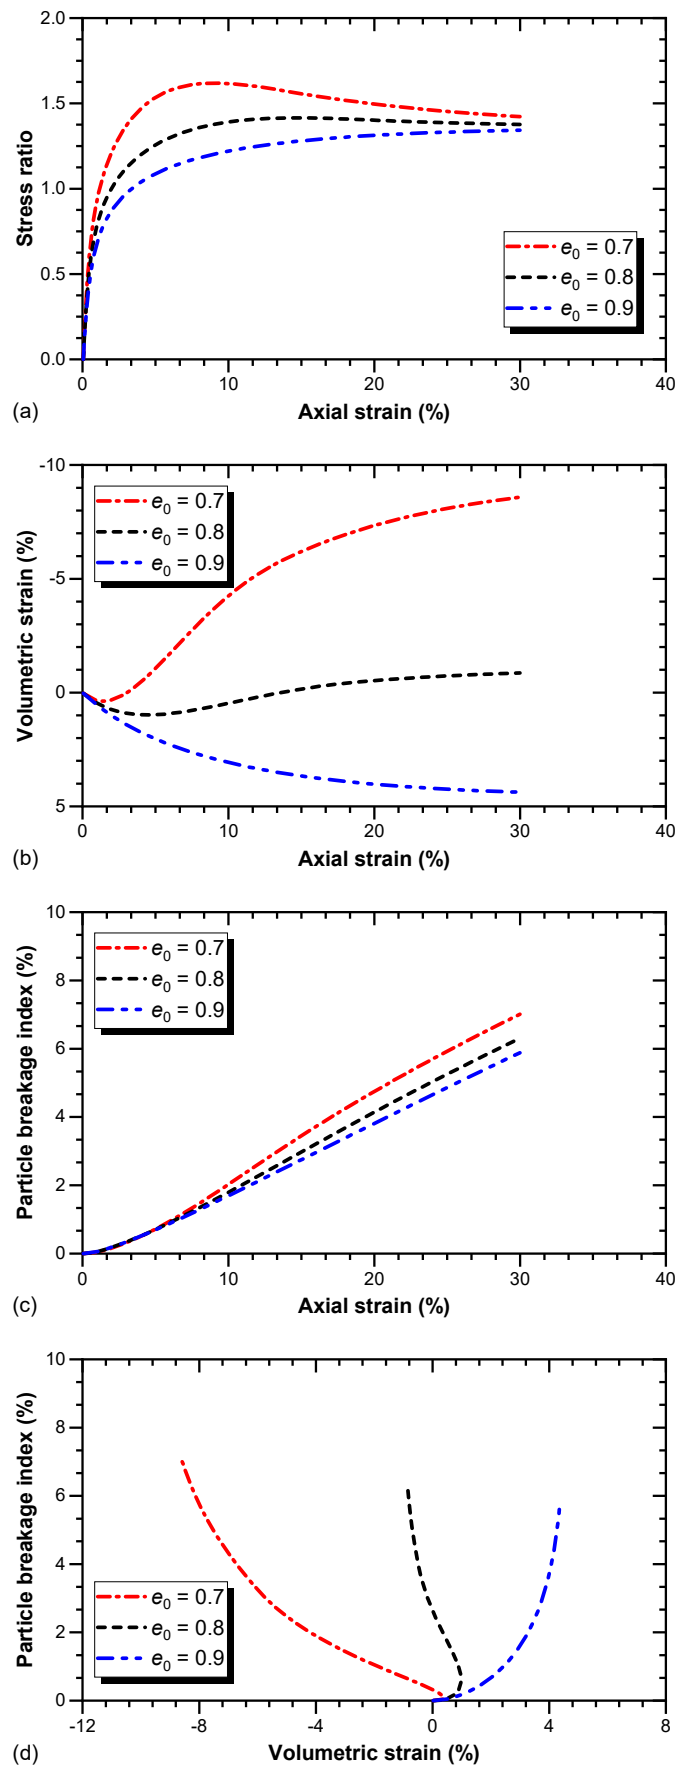 2.0
1.5
1.0
0.5
0.0
Stress ratio
e0 = 0.7
e0 = 0.8
e0 = 0.9
0 10 20 30 40
(a) Axial strain (%)
-10
-5
0
5
Volumetric strain (%)
e0 = 0.7
e0 = 0.8
e0 = 0.9
0 10 20 30 40
(b) Axial strain (%)
10
8
6
4
2
0
Particle breakage index (%)
e0 = 0.7
e0 = 0.8
e0 = 0.9
0 10 20 30 40
(c) Axial strain (%)
10
8
6
4
2
0
Particle breakage index (%)
e0 = 0.7
e0 = 0.8
e0 = 0.9
-12 -8 -4 0 4 8
(d) Volumetric strain (%)